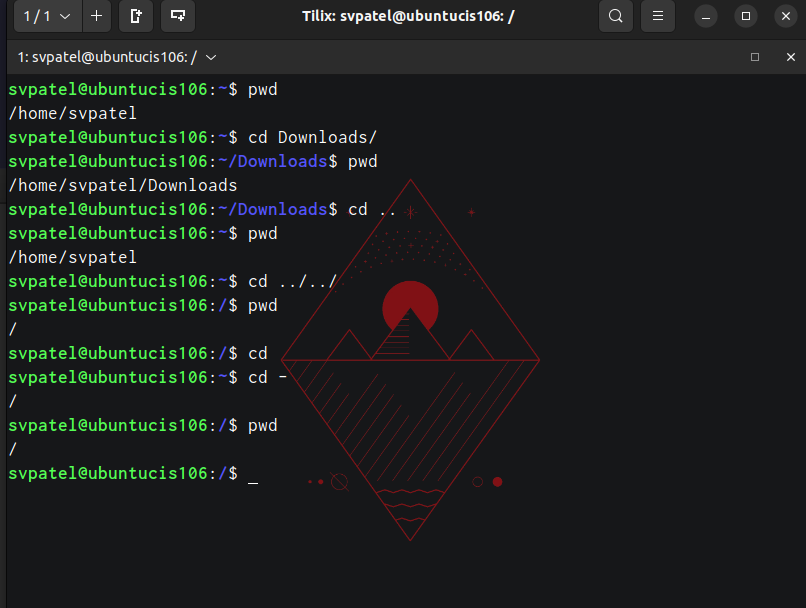 1 / 1
Tilix: svpatel@ubuntucis106: /
1: svpatel@ubuntucis106: /
svpatel@ubuntucis106:~$ pwd
/home/svpatel
svpatel@ubuntucis106:~$ cd Downloads/
svpatel@ubuntucis106:~/Downloads$ pwd
/home/svpatel/Downloads
svpatel@ubuntucis106:~/Downloads$ cd ..
svpatel@ubuntucis106:~$ pwd
/home/svpatel
svpatel@ubuntucis106:~$ cd ../../
svpatel@ubuntucis106:/$ pwd
/
svpatel@ubuntucis106:/$ cd
svpatel@ubuntucis106:~$ cd -
/
svpatel@ubuntucis106:/$ pwd
/
svpatel@ubuntucis106:/$ _